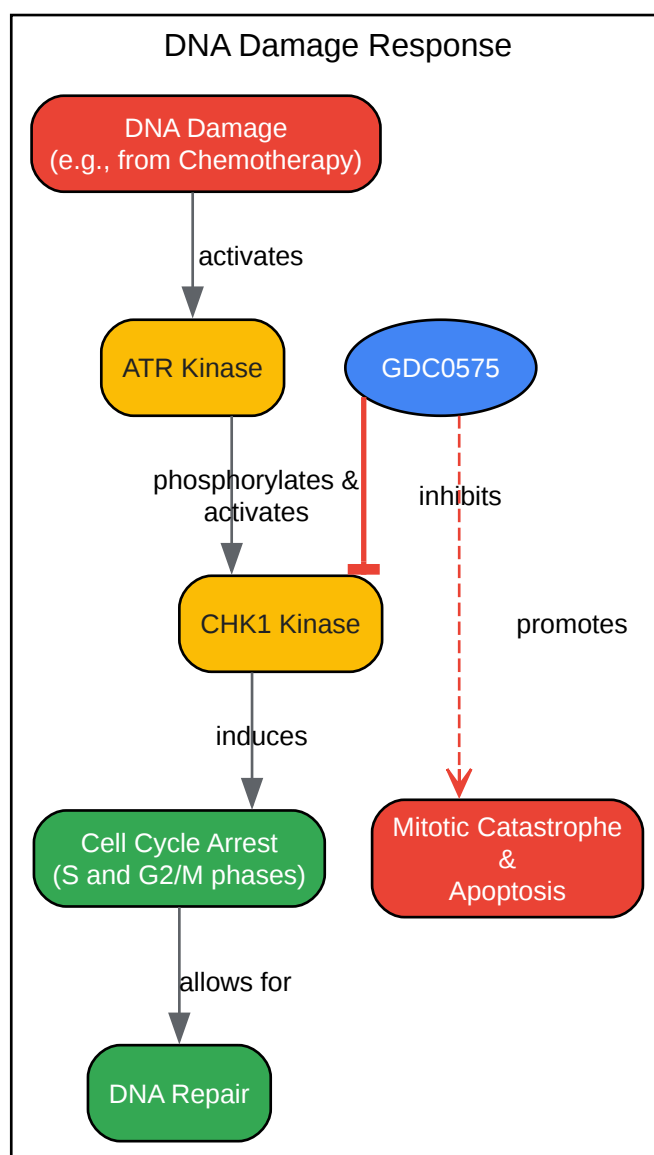 DNA Damage Response
DNA Damage
(e.g., from Chemotherapy)
activates
ATR Kinase
GDC0575
phosphorylates &
activates
inhibits
CHK1 Kinase
promotes
induces
Cell Cycle Arrest
(S and G2/M phases)
Mitotic Catastrophe
&
Apoptosis
allows for
DNA Repair